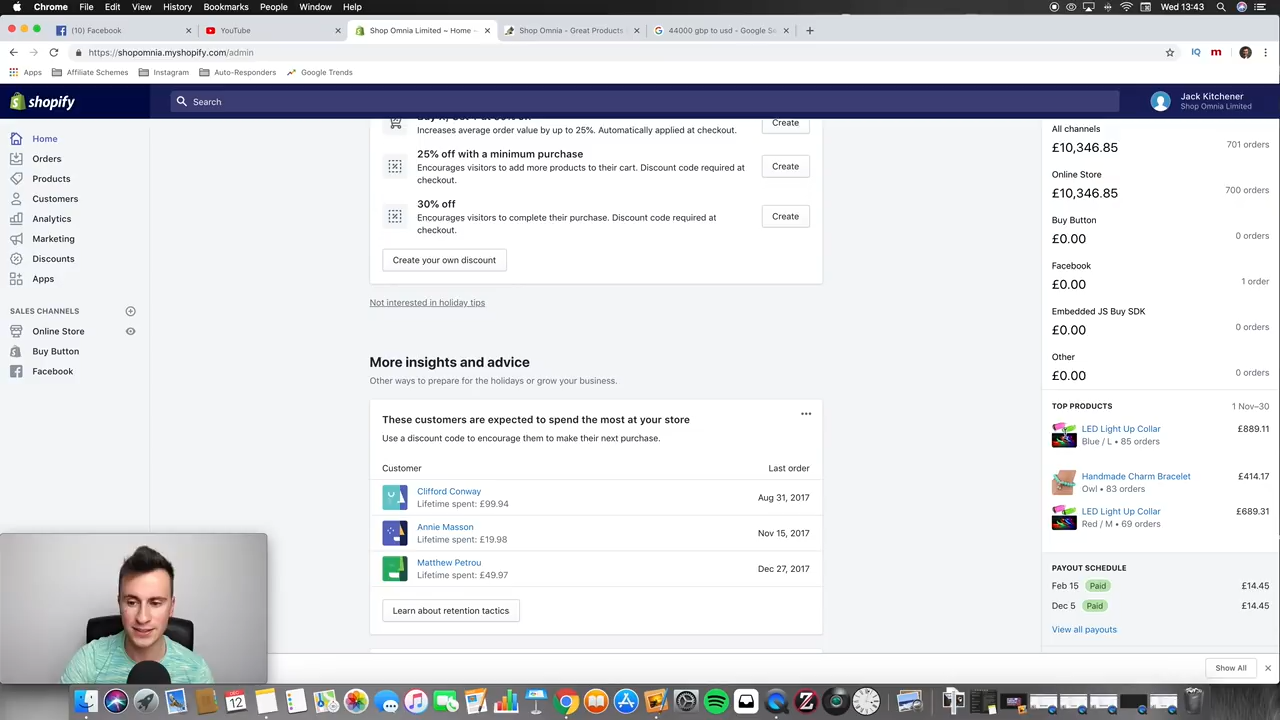 Chrome File Edit View History Bookmarks People Window Help
Wed 13:43
(10) Facebook
YouTube
Shop Omnia Limited ~ Home -
Shop Omnia - Great Products
44000 gbp to usd - Google Se
https://shopomnia.myshopify.com/admin
Apps Affiliate Schemes Instagram Auto-Responders Google Trends
shopify
Search
Jack Kitchener
Shop Omnia Limited
Home
Orders
Products
Customers
Analytics
Marketing
Discounts
Apps
SALES CHANNELS
Online Store
Buy Button
Facebook
Increases average order value by up to 25%. Automatically applied at checkout.
Create
25% off with a minimum purchase
Encourages visitors to add more products to their cart. Discount code required at
checkout.
Create
30% off
Encourages visitors to complete their purchase. Discount code required at
checkout.
Create
Create your own discount
Not interested in holiday tips
More insights and advice
Other ways to prepare for the holidays or grow your business.
These customers are expected to spend the most at your store
Use a discount code to encourage them to make their next purchase.
Customer Last order
Clifford Conway
Lifetime spent: £99.94
Aug 31, 2017
Annie Masson
Lifetime spent: £19.98
Nov 15, 2017
Matthew Petrou
Lifetime spent: £49.97
Dec 27, 2017
Learn about retention tactics
All channels
£10,346.85 701 orders
Online Store
£10,346.85 700 orders
Buy Button
£0.00 0 orders
Facebook
£0.00 1 order
Embedded JS Buy SDK
£0.00 0 orders
Other
£0.00 0 orders
TOP PRODUCTS 1 Nov–30
LED Light Up Collar £889.11
Blue / L • 85 orders
Handmade Charm Bracelet £414.17
Owl • 83 orders
LED Light Up Collar £689.31
Red / M • 69 orders
PAYOUT SCHEDULE
Feb 15 Paid £14.45
Dec 5 Paid £14.45
View all payouts
Show All